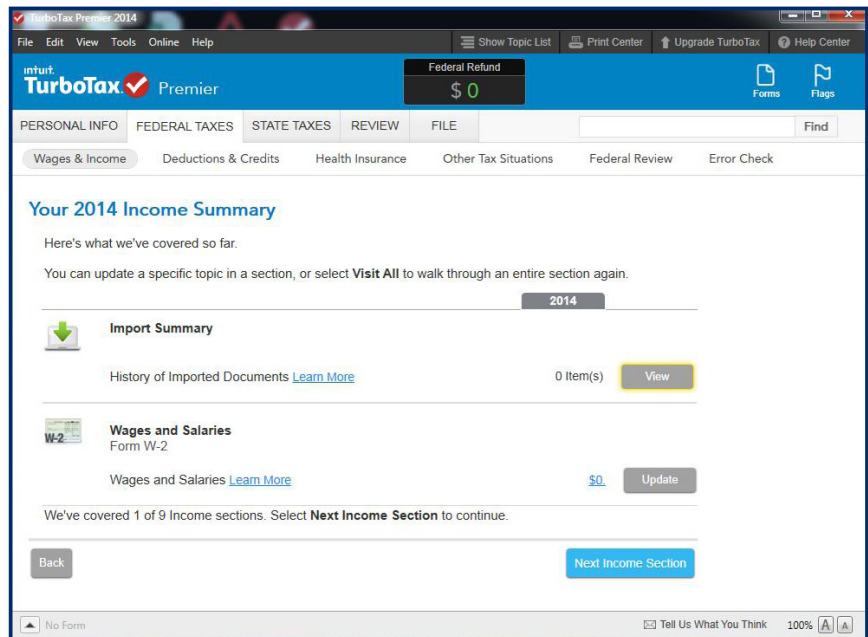 TurboTax Premier 2014
File Edit View Tools Online Help Show Topic List Print Center Upgrade TurboTax Help Center
intuit.
TurboTax Premier
Federal Refund
$ 0
Forms Flags
PERSONAL INFO FEDERAL TAXES STATE TAXES REVIEW FILE Find
Wages & Income Deductions & Credits Health Insurance Other Tax Situations Federal Review Error Check
Your 2014 Income Summary
Here's what we've covered so far.
You can update a specific topic in a section, or select Visit All to walk through an entire section again.
2014
Import Summary
History of Imported Documents Learn More 0 Item(s) View
W-2
Wages and Salaries
Form W-2
Wages and Salaries Learn More $0. Update
We've covered 1 of 9 Income sections. Select Next Income Section to continue.
Back Next Income Section
No Form Tell Us What You Think 100% A A